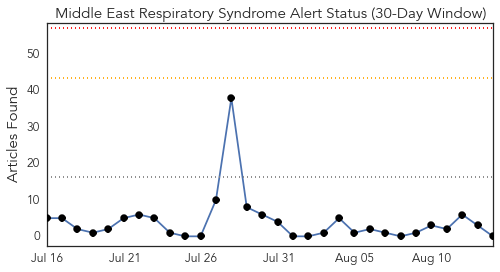 Middle East Respiratory Syndrome Alert Status (30-Day Window)
Articles Found
50
40
30
20
10
0
Jul 16 Jul 21 Jul 26 Jul 31 Aug 05 Aug 10